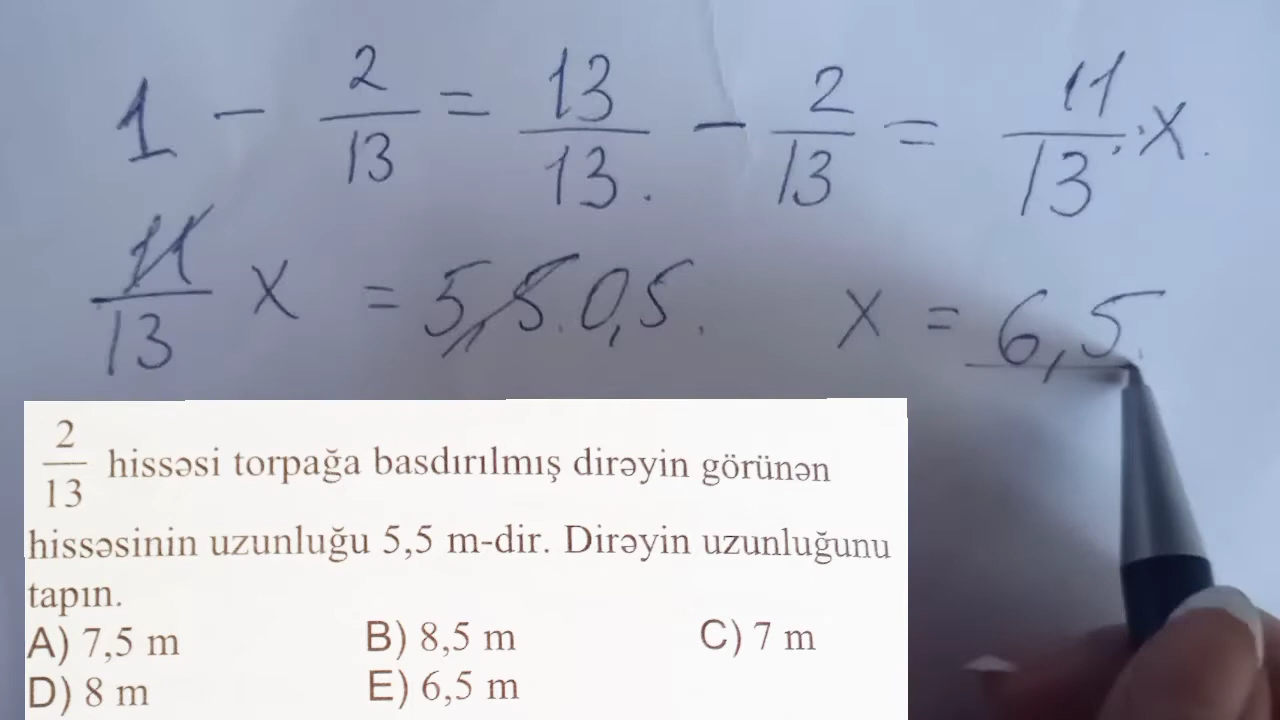 1 - 2/13 = 13/13 - 2/13 = 11/13 · x.
11/13 x = 5,5. 0,5. x = 6,5.
2/13 hissəsi torpağa basdırılmış dirəyin görünən
hissəsinin uzunluğu 5,5 m-dir. Dirəyin uzunluğunu
tapın.
A) 7,5 m B) 8,5 m C) 7 m
D) 8 m E) 6,5 m